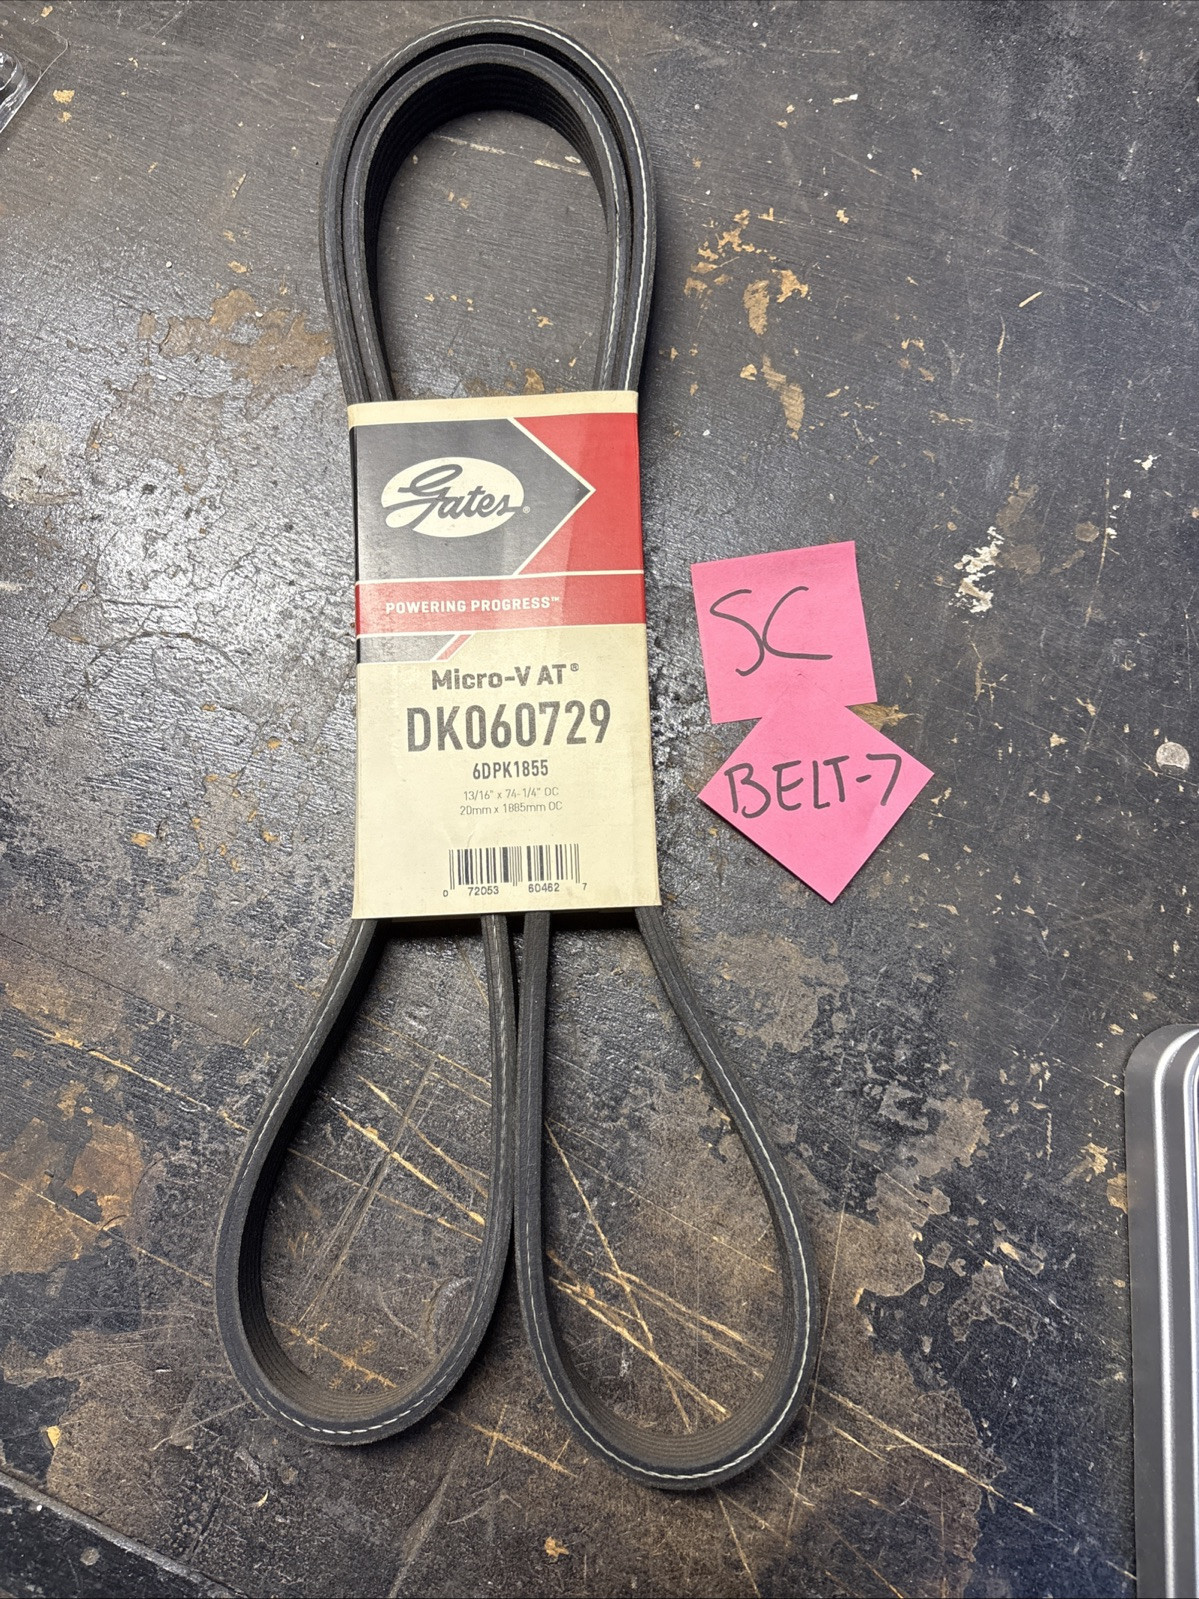 Gates®
POWERING PROGRESS™
Micro-V AT®
DK060729
6DPK1855
13/16" x 74-1/4" OC
20mm x 1885mm OC
0 72053 60462 7
SC
BELT-7